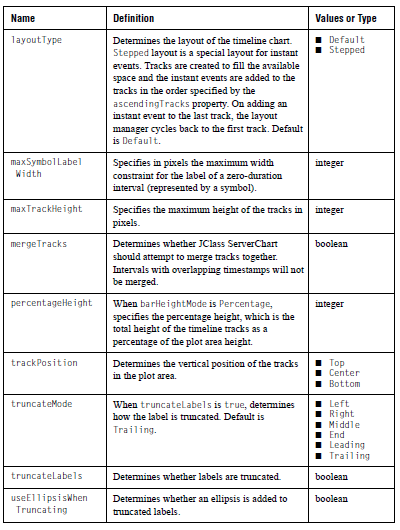 Name Definition Values or Type
layoutType Determines the layout of the timeline chart. ■ Default
Stepped layout is a special layout for instant ■ Stepped
events. Tracks are created to fill the available
space and the instant events are added to the
tracks in the order specified by the
ascendingTracks property. On adding an
instant event to the last track, the layout
manager cycles back to the first track. Default
is Default.
maxSymbolLabel Specifies in pixels the maximum width integer
Width constraint for the label of a zero-duration
interval (represented by a symbol).
maxTrackHeight Specifies the maximum height of the tracks in integer
pixels.
mergeTracks Determines whether JClass ServerChart boolean
should attempt to merge tracks together.
Intervals with overlapping timestamps will not
be merged.
percentageHeight When barHeightMode is Percentage, integer
specifies the percentage height, which is the
total height of the timeline tracks as a
percentage of the plot area height.
trackPosition Determines the vertical position of the tracks ■ Top
in the plot area. ■ Center
■ Bottom
truncateMode When truncateLabels is true, determines ■ Left
how the label is truncated. Default is ■ Right
Trailing. ■ Middle
■ End
■ Leading
■ Trailing
truncateLabels Determines whether labels are truncated. boolean
useEllipsisWhen Determines whether an ellipsis is added to boolean
Truncating truncated labels.